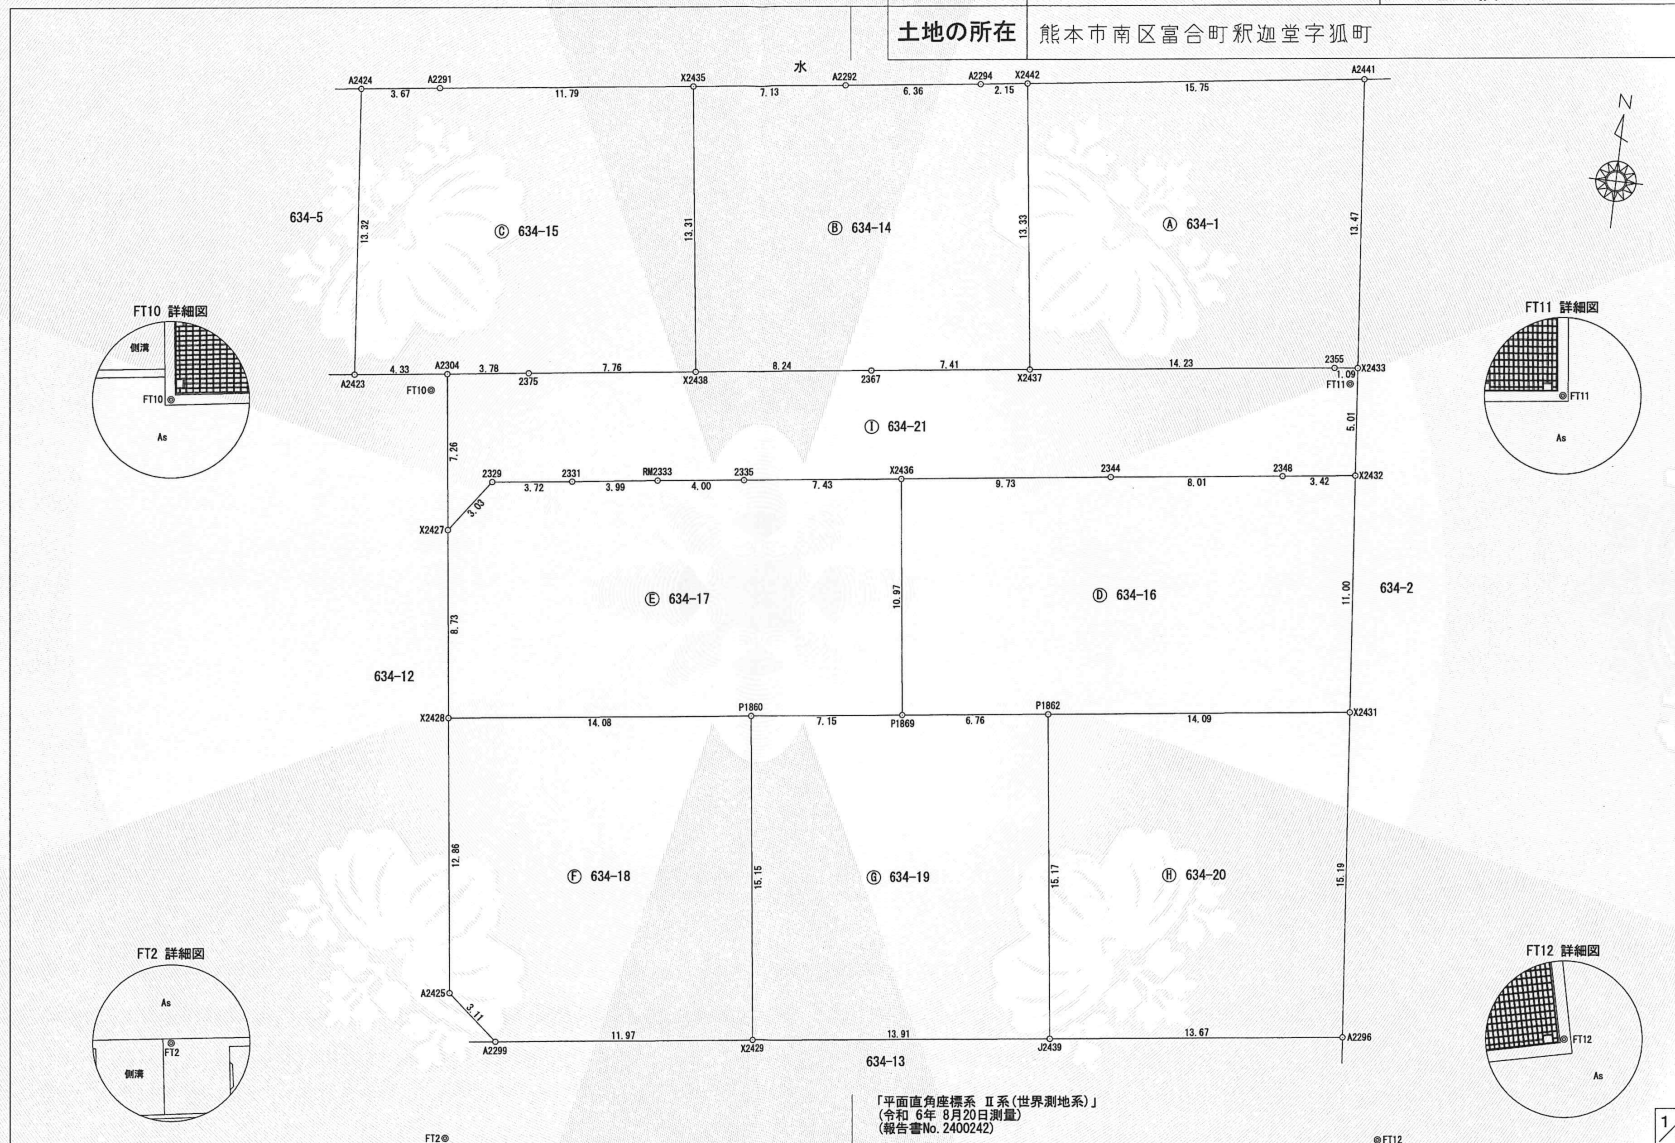 土地の所在 熊本市南区富合町釈迦堂字狐町
水
A2424 A2291 X2435 A2292 A2294 X2442 A2441
3.67 11.79 7.13 6.36 2.15 15.75
N
634-5 13.32 Ⓒ 634-15 13.31 Ⓑ 634-14 13.33 Ⓐ 634-1 13.47
FT10 詳細図
側溝
FT10
As
FT11 詳細図
FT11
As
4.33 A2304 3.78 7.76 8.24 7.41 14.23 2355
A2423 2375 X2438 2367 X2437 1.09 X2433
FT10 FT11
Ⓘ 634-21
7.26 5.01
2329 2331 RM2333 2335 X2436 2344 2348 X2432
3.72 3.99 4.00 7.43 9.73 8.01 3.42
3.03
X2427
8.73 Ⓔ 634-17 10.97 Ⓓ 634-16 11.00 634-2
634-12
P1860 P1862
X2428 14.08 7.15 P1869 6.76 14.09 X2431
12.86 Ⓕ 634-18 15.15 Ⓖ 634-19 15.17 Ⓗ 634-20 15.19
FT2 詳細図
As
FT2
側溝
FT12 詳細図
FT12
As
A2425
3.11
11.97 13.91 13.67 A2296
A2299 X2429 J2439
634-13
「平面直角座標系 Ⅱ系(世界測地系)」
(令和 6年 8月20日測量)
(報告書No.2400242)
FT2 FT12
1